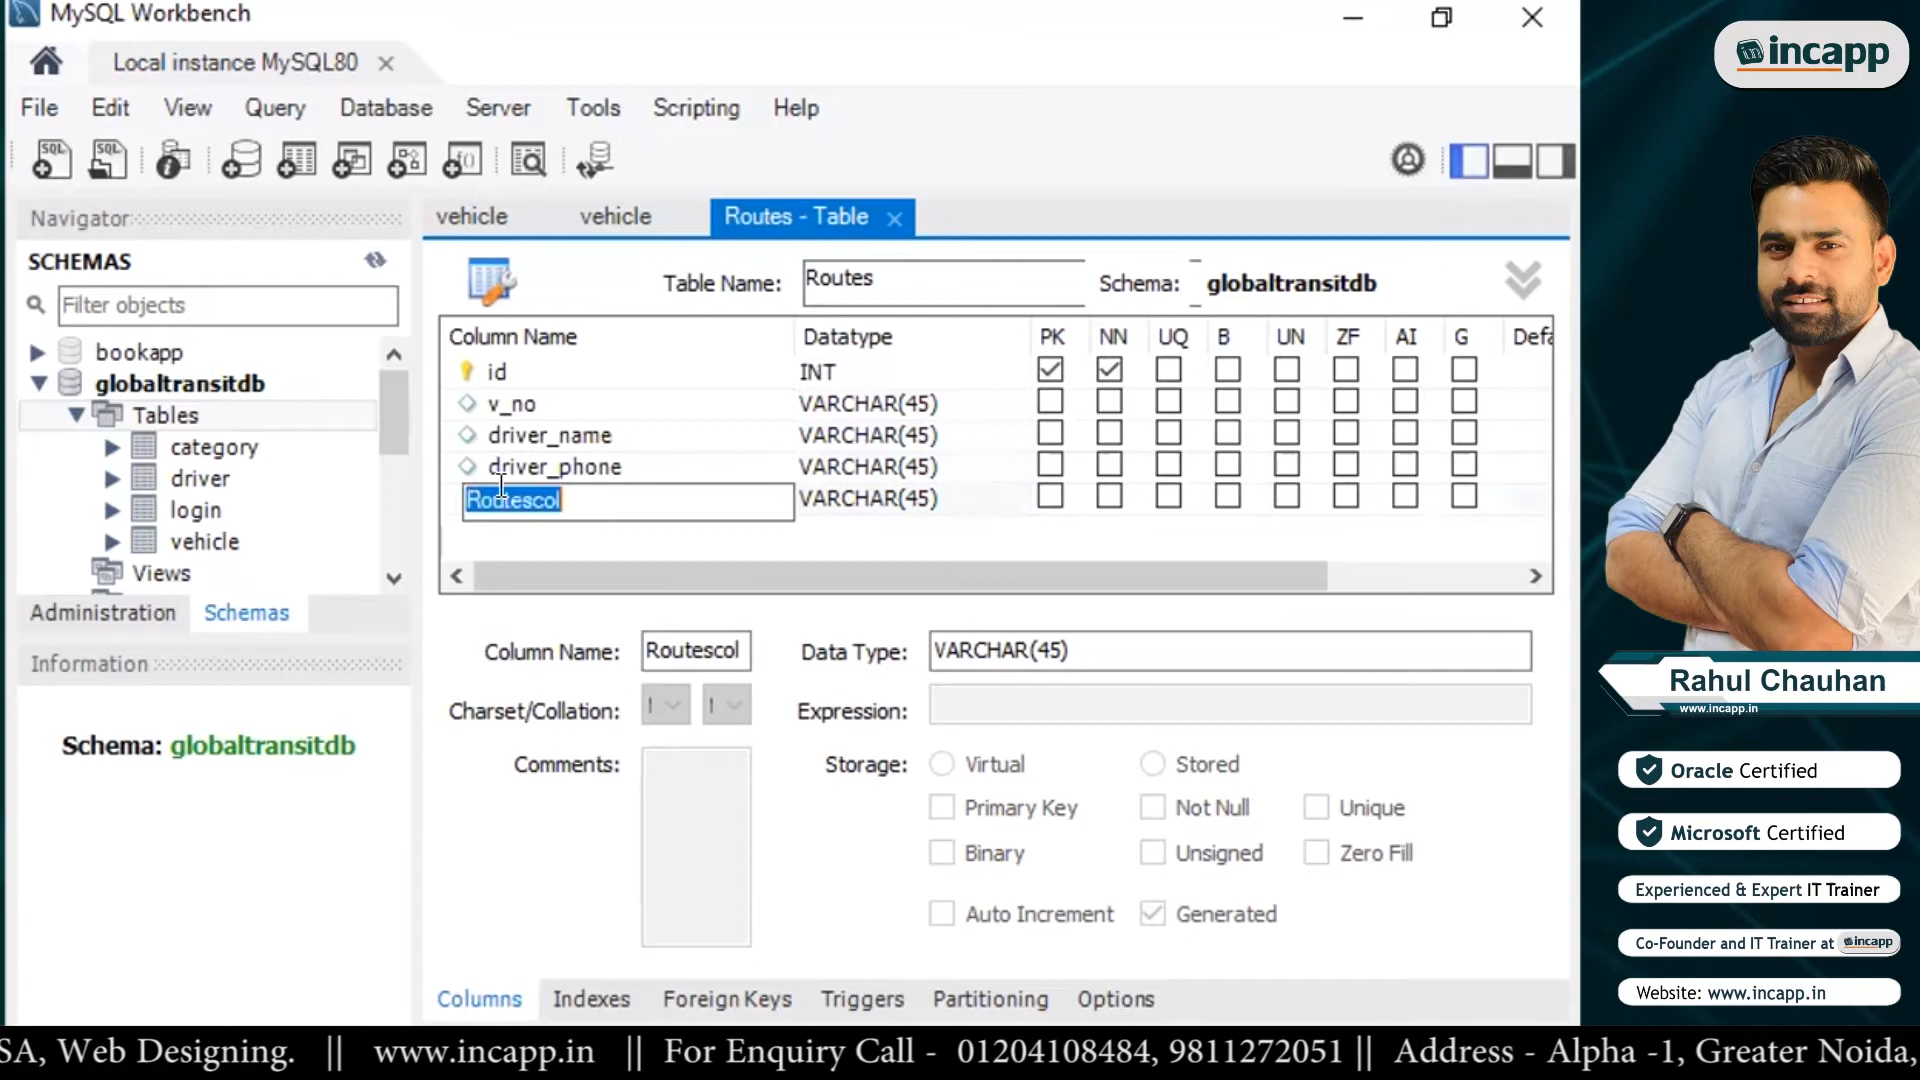 MySQL Workbench
Local instance MySQL80
File Edit View Query Database Server Tools Scripting Help
SQL SQL
Navigator
SCHEMAS
Filter objects
bookapp
globaltransitdb
Tables
category
driver
login
vehicle
Views
Administration Schemas
Information
Schema: globaltransitdb
vehicle vehicle Routes - Table
Table Name: Routes Schema: globaltransitdb
Column Name Datatype PK NN UQ B UN ZF AI G Defa
id INT
v_no VARCHAR(45)
driver_name VARCHAR(45)
driver_phone VARCHAR(45)
Routescol VARCHAR(45)
Column Name: Routescol Data Type: VARCHAR(45)
Charset/Collation: Expression:
Comments: Storage: Virtual Stored
Primary Key Not Null Unique
Binary Unsigned Zero Fill
Auto Increment Generated
Columns Indexes Foreign Keys Triggers Partitioning Options
incapp
Rahul Chauhan
www.incapp.in
Oracle Certified
Microsoft Certified
Experienced & Expert IT Trainer
Co-Founder and IT Trainer at incapp
Website: www.incapp.in
SA, Web Designing. || www.incapp.in || For Enquiry Call - 01204108484, 9811272051 || Address - Alpha -1, Greater Noida,